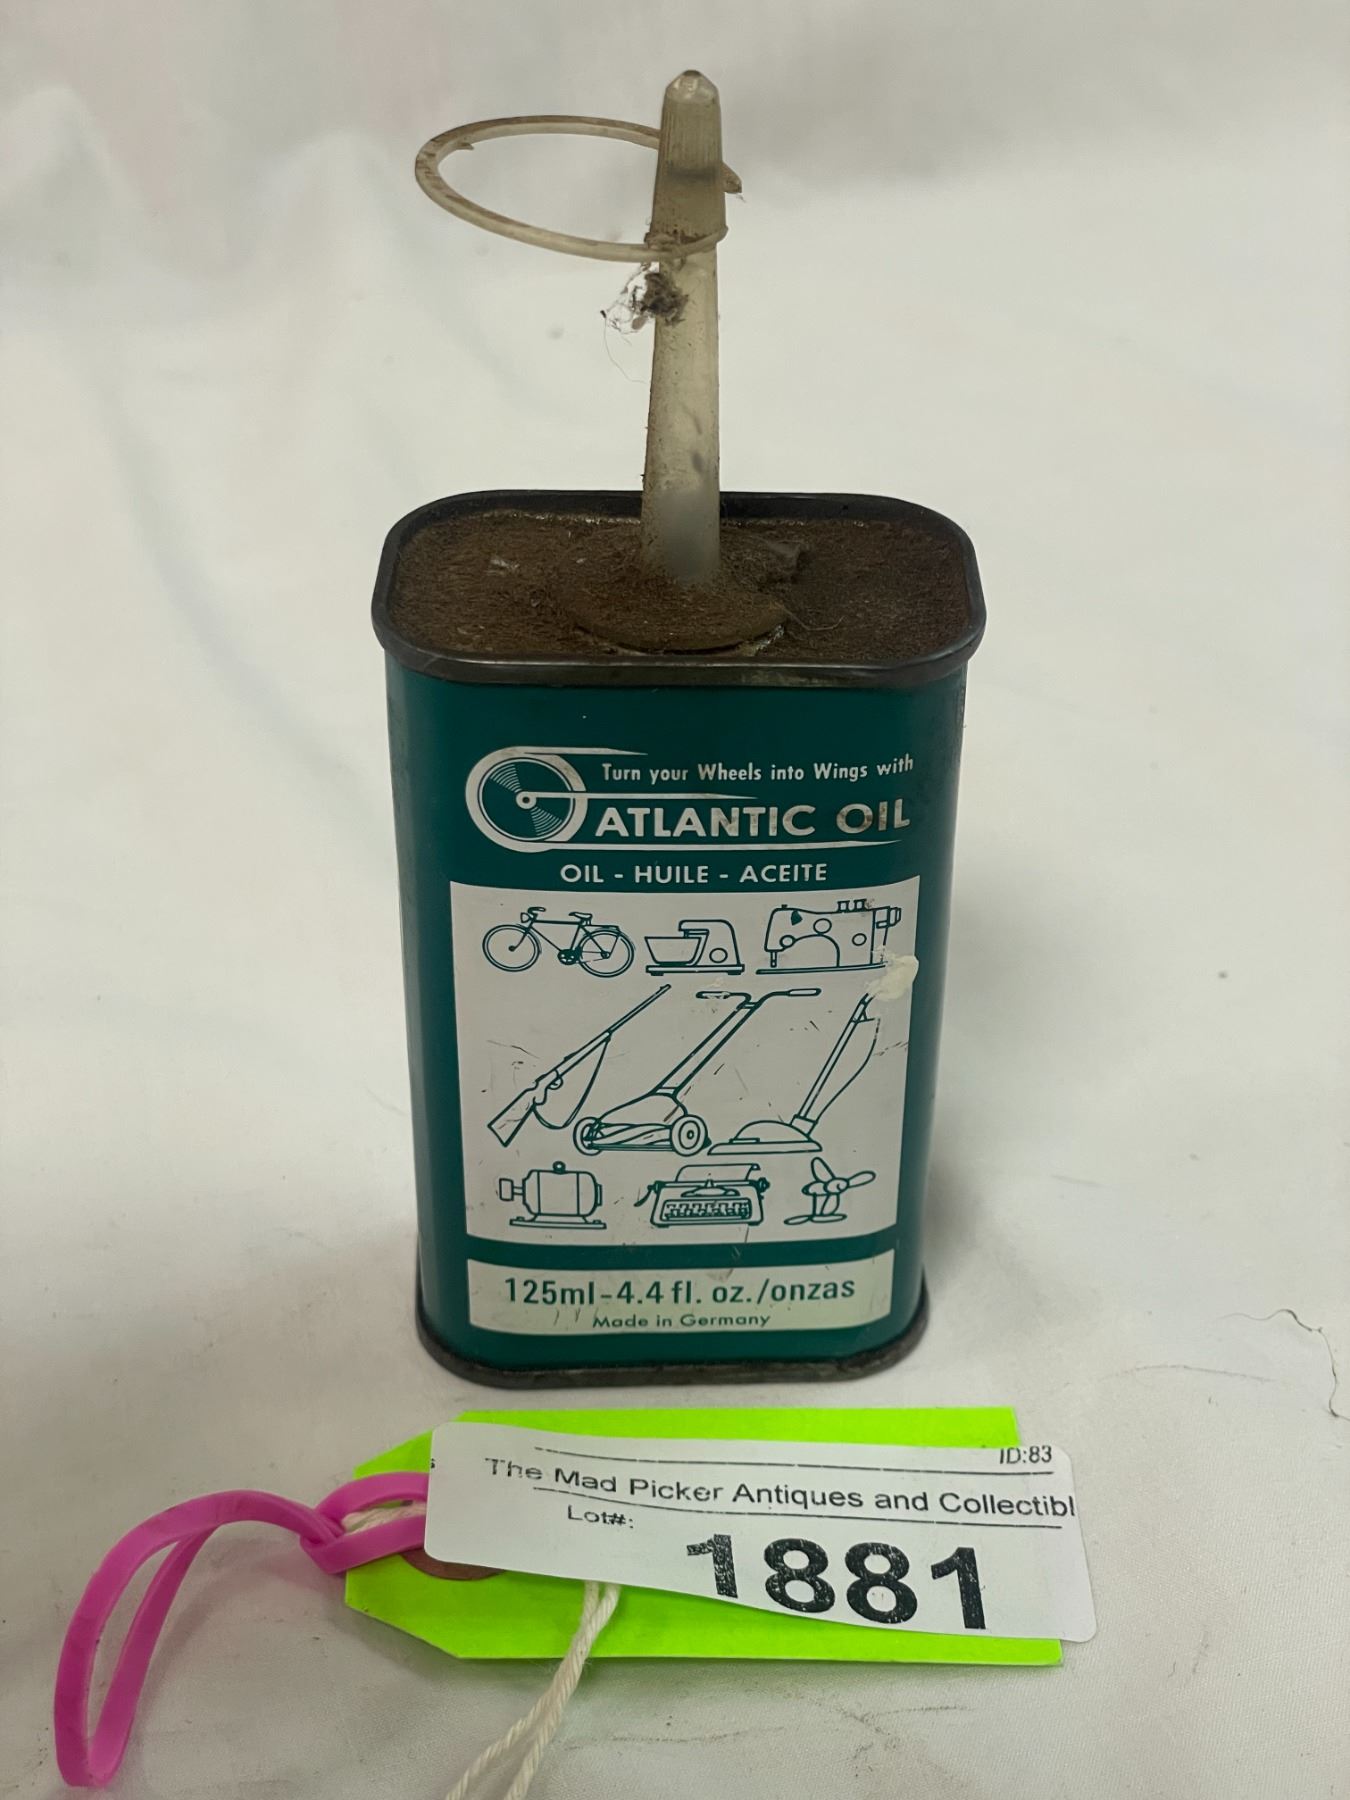 Turn your Wheels into Wings with
ATLANTIC OIL
OIL - HUILE - ACEITE
125ml-4.4 fl. oz./onzas
Made in Germany
ID:83
s The Mad Picker Antiques and Collectibl
Lot#:
1881